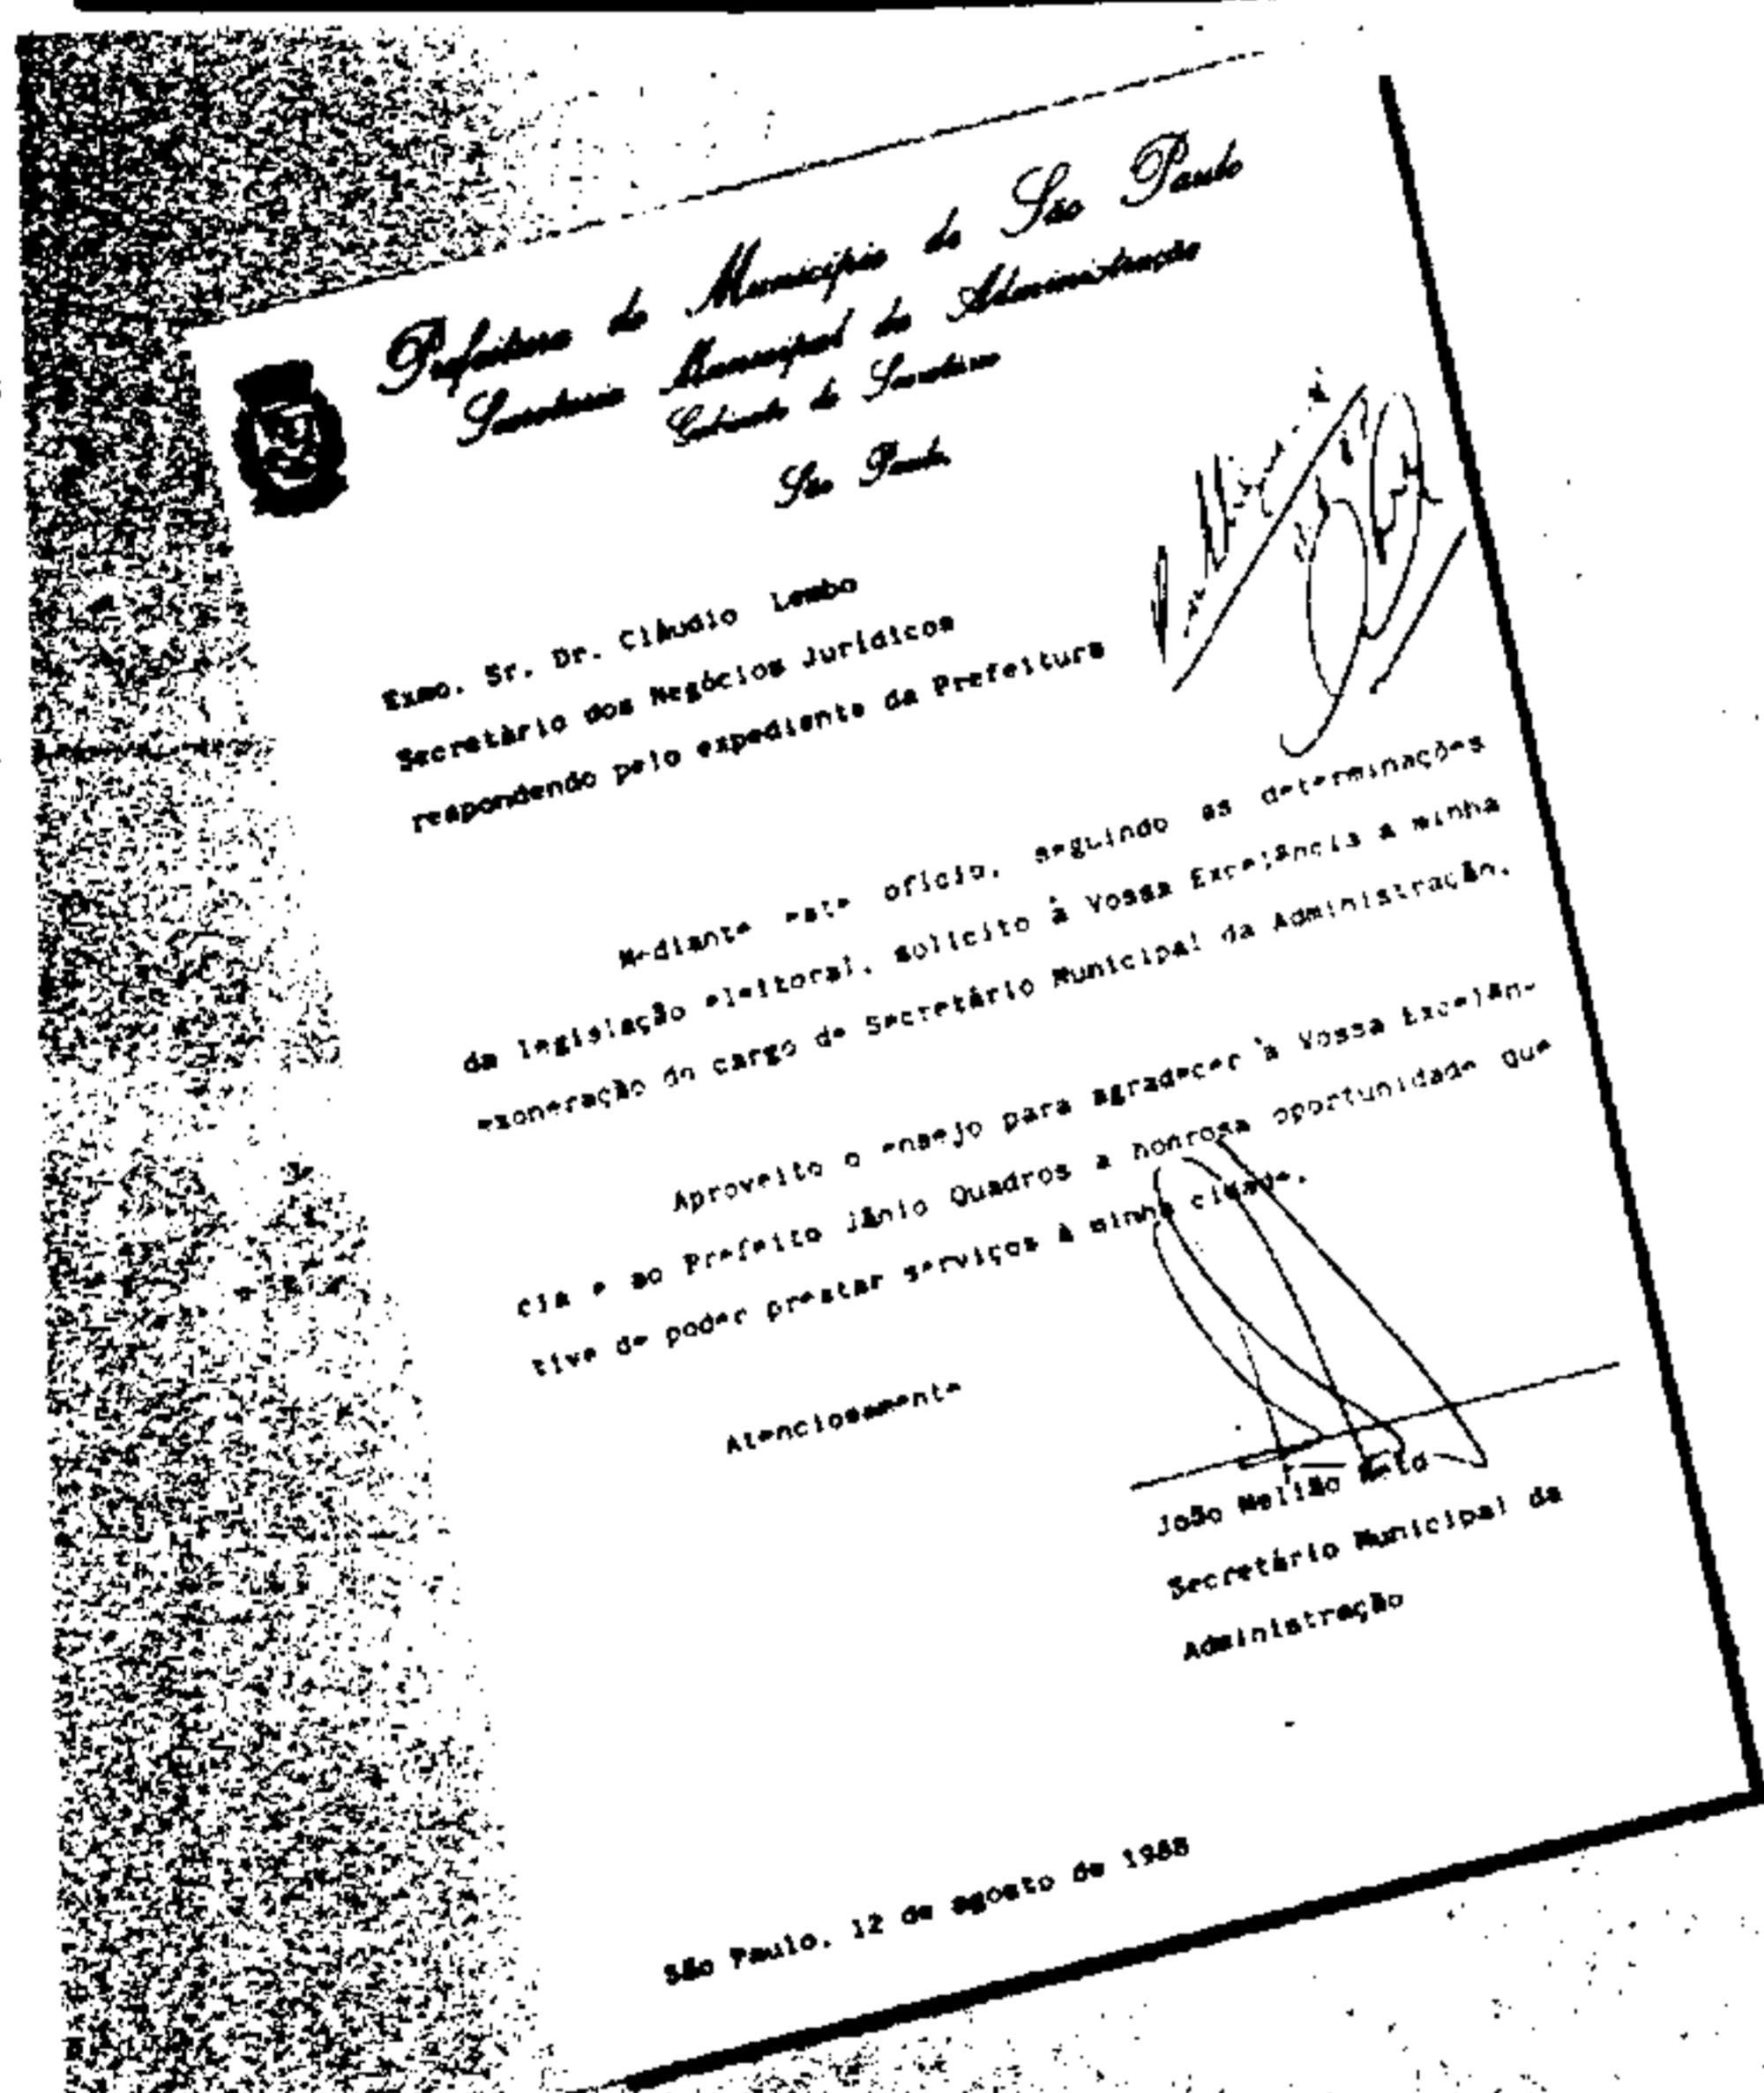 Prefeitura do Município de São Paulo
Secretaria Municipal da Administração
Gabinete do Secretário
São Paulo
Exmo. Sr. Dr. Cláudio Lembo
Secretário dos Negócios Jurídicos
respondendo pelo expediente da Prefeitura
Mediante este ofício, seguindo as determinações
da legislação eleitoral, solicito à Vossa Excelência a minha
exoneração do cargo de Secretário Municipal da Administração.
Aproveito o ensejo para agradecer à Vossa Excelên-
cia e ao Prefeito Jânio Quadros a honrosa oportunidade que
tive de poder prestar serviços à minha cidade.
Atenciosamente
João Mellão Neto
Secretário Municipal da
Administração
São Paulo, 12 de agosto de 1988